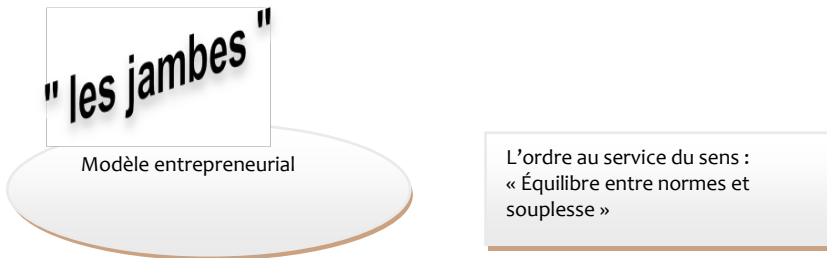 " les jambes "
Modèle entrepreneurial
L’ordre au service du sens :
« Équilibre entre normes et
souplesse »